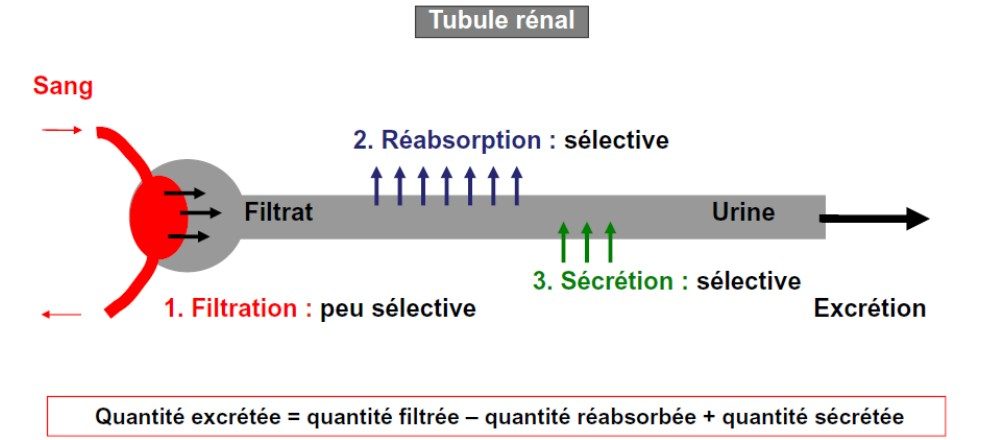 Tubule rénal
Sang
2. Réabsorption : sélective
Filtrat
Urine
3. Sécrétion : sélective
1. Filtration : peu sélective
Excrétion
Quantité excrétée = quantité filtrée – quantité réabsorbée + quantité sécrétée